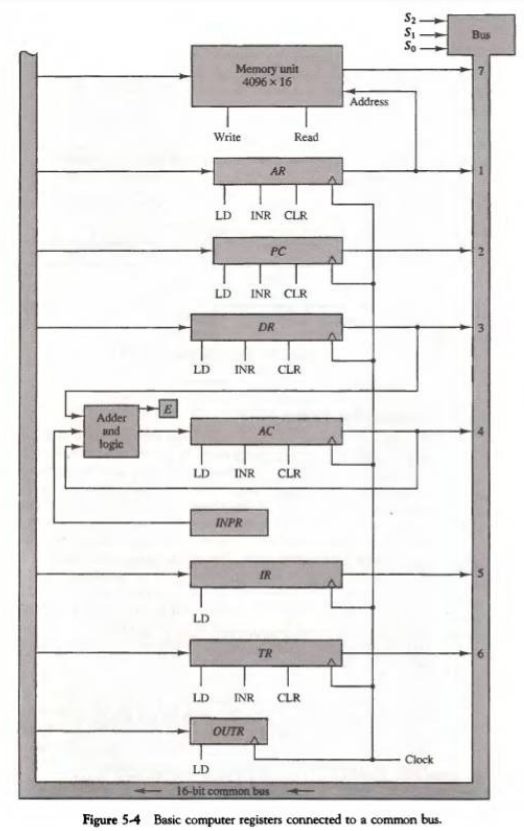 S2
S1
S0
Bus
Memory unit
4096 × 16
7
Address
Write Read
AR
1
LD INR CLR
PC
2
LD INR CLR
DR
3
LD INR CLR
Adder
and
logic
E
AC
4
LD INR CLR
INPR
IR
5
LD
TR
6
LD INR CLR
OUTR
LD
Clock
16-bit common bus
Figure 5-4 Basic computer registers connected to a common bus.